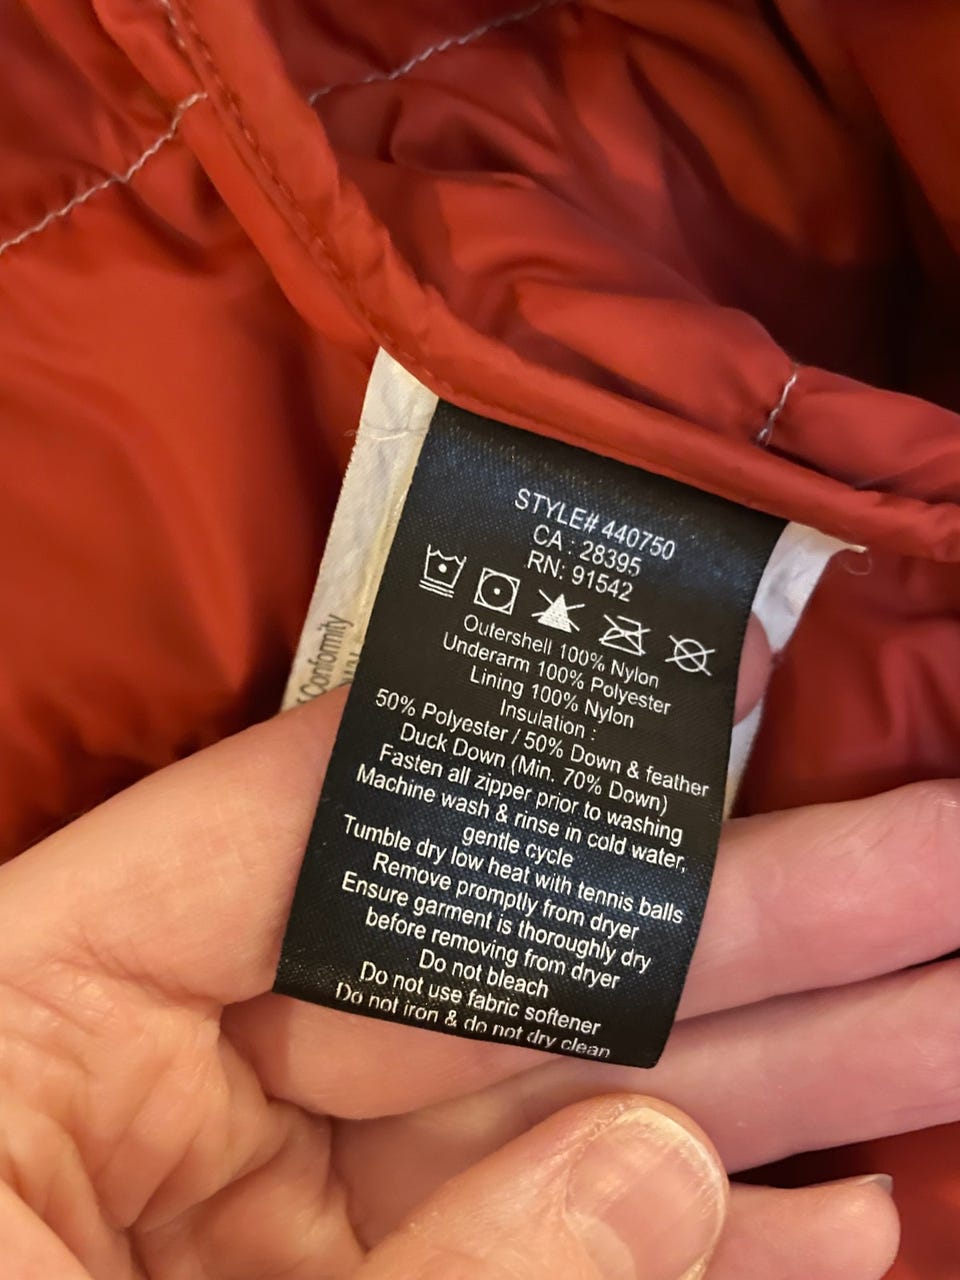 STYLE# 440750
CA : 28395
RN: 91542
Outershell 100% Nylon
Underarm 100% Polyester
Lining 100% Nylon
Insulation :
50% Polyester / 50% Down & feather
Duck Down (Min. 70% Down)
Fasten all zipper prior to washing
Machine wash & rinse in cold water,
gentle cycle
Tumble dry low heat with tennis balls
Remove promptly from dryer
Ensure garment is thoroughly dry
before removing from dryer
Do not bleach
Do not use fabric softener
Do not iron & do not dry clean
Conformity